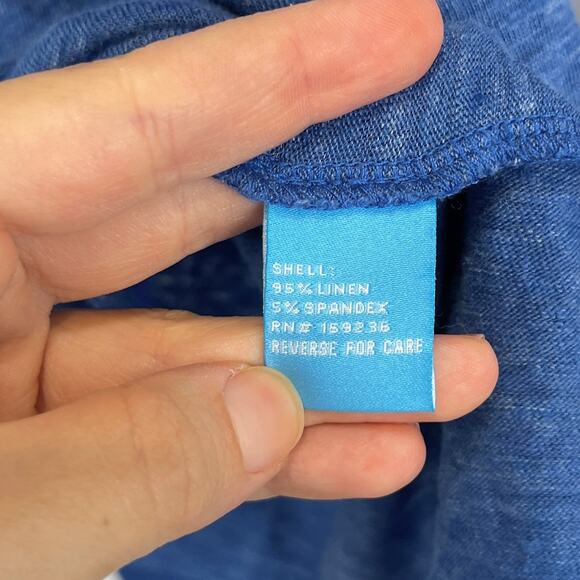 SHELL:
95% LINEN
5% SPANDEX
RN# 159236
REVERSE FOR CARE